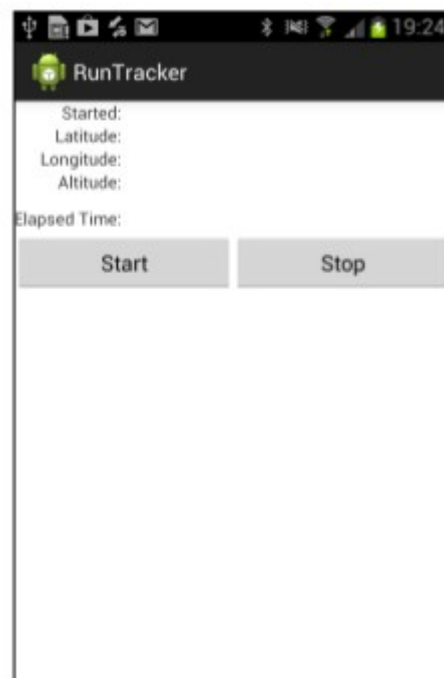 19:24
RunTracker
Started:
Latitude:
Longitude:
Altitude:
Elapsed Time:
Start Stop